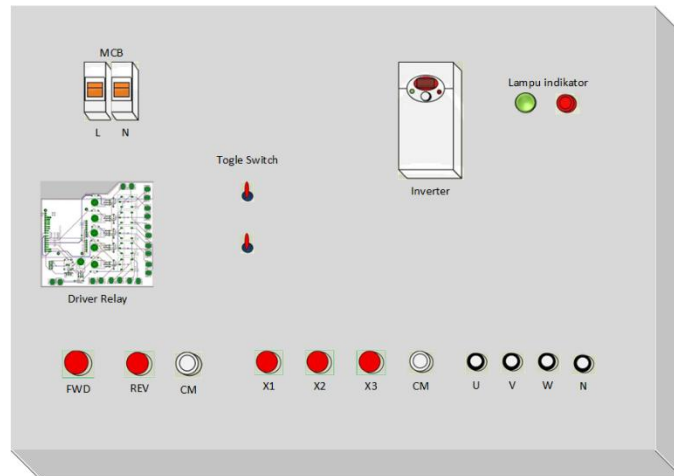 MCB
L N
Lampu indikator
Togle Switch
Inverter
Driver Relay
FWD REV CM X1 X2 X3 CM U V W N